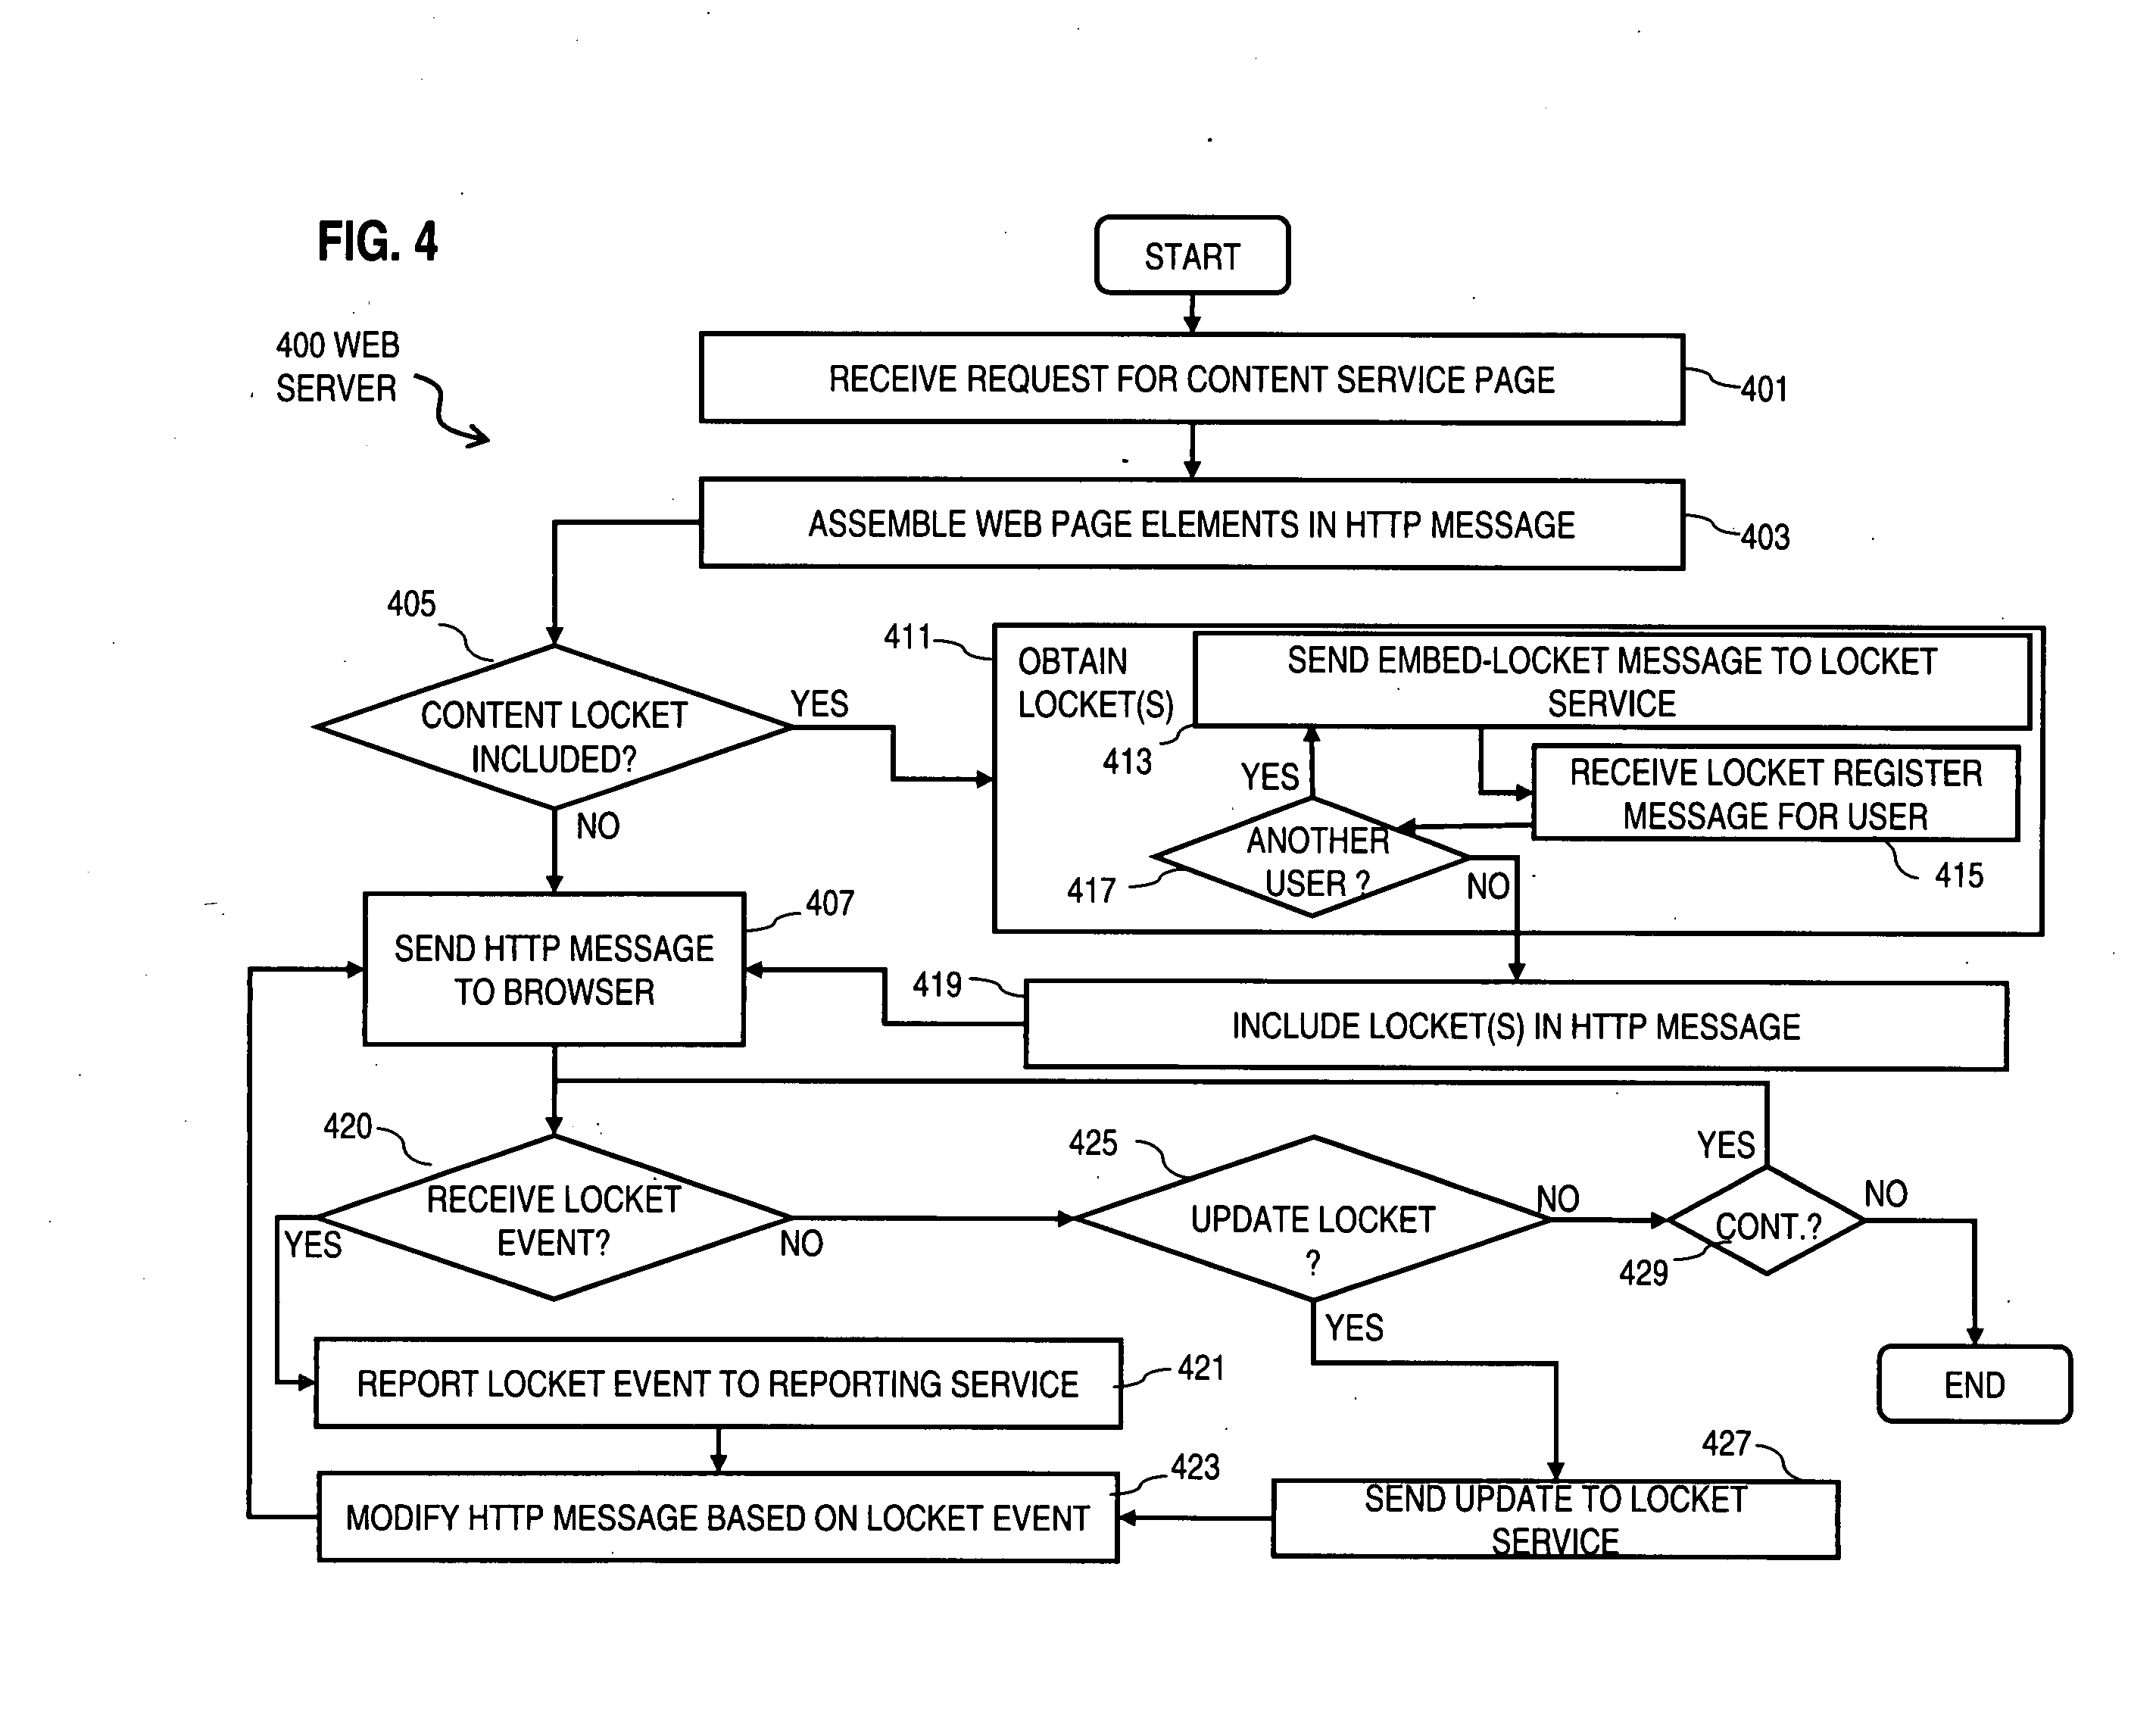 FIG. 4
START
400 WEB
SERVER
RECEIVE REQUEST FOR CONTENT SERVICE PAGE
401
ASSEMBLE WEB PAGE ELEMENTS IN HTTP MESSAGE
403
405
CONTENT LOCKET
INCLUDED?
YES
NO
411
OBTAIN
LOCKET(S)
SEND EMBED-LOCKET MESSAGE TO LOCKET
SERVICE
413
YES
RECEIVE LOCKET REGISTER
MESSAGE FOR USER
415
ANOTHER
USER ?
417
NO
407
SEND HTTP MESSAGE
TO BROWSER
419
INCLUDE LOCKET(S) IN HTTP MESSAGE
420
RECEIVE LOCKET
EVENT?
YES
NO
425
UPDATE LOCKET
?
NO
YES
YES
CONT.?
429
NO
END
REPORT LOCKET EVENT TO REPORTING SERVICE
421
MODIFY HTTP MESSAGE BASED ON LOCKET EVENT
423
427
SEND UPDATE TO LOCKET
SERVICE